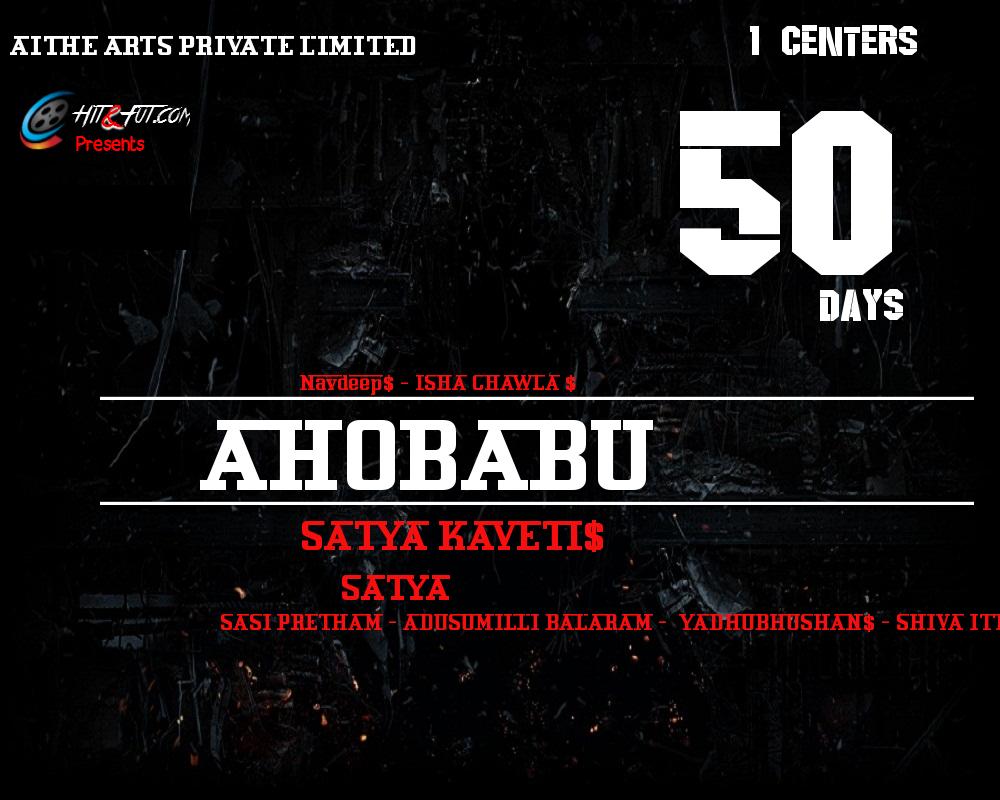 AITHE ARTS PRIVATE LIMITED
1 CENTERS
HIT&FUT.COM
Presents
50
DAYS
Navdeep$ - ISHA CHAWLA $
AHOBABU
SATYA KAVETI$
SATYA
SASI PRETHAM - ADUSUMILLI BALARAM - YADHUBHUSHAN$ - SHIVA